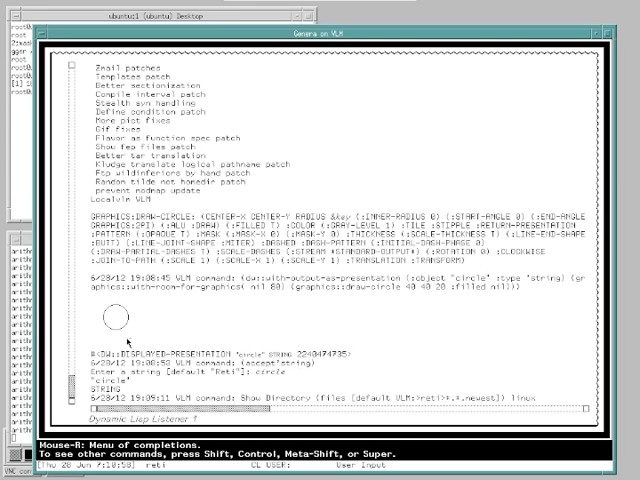 ubuntu:1 (ubuntu) Desktop
Genera on VLM
Zmail patches
Templates patch
Better sectionization
Compile interval patch
Stealth syn handling
Define condition patch
More plot fixes
Gif fixes
Flavor as function spec patch
Show fep files patch
Better tar translation
Kludge translate logical pathname patch
Ftp wildinferiors by hand patch
Random tilde not homedir patch
prevent modmap update
Localvlm VLM
GRAPHICS:DRAW-CIRCLE: (CENTER-X CENTER-Y RADIUS &key (:INNER-RADIUS 0) (:START-ANGLE 0) (:END-ANGLE
GRAPHICS:2PI) (:ALU :DRAW) (:FILLED T) :COLOR (:GRAY-LEVEL 1) :TILE :STIPPLE :RETURN-PRESENTATION
:PATTERN (:OPAQUE T) :MASK (:MASK-X 0) (:MASK-Y 0) :THICKNESS (:SCALE-THICKNESS T) (:LINE-END-SHAPE
:BUTT) (:LINE-JOINT-SHAPE :MITER) :DASHED :DASH-PATTERN (:INITIAL-DASH-PHASE 0)
(:DRAW-PARTIAL-DASHES T) :SCALE-DASHES (:STREAM *STANDARD-OUTPUT*) (:ROTATION 0) :CLOCKWISE
:JOIN-TO-PATH (:SCALE 1) (:SCALE-X 1) (:SCALE-Y 1) :TRANSLATION :TRANSFORM)
6/28/12 19:08:45 VLM command: (dw::with-output-as-presentation (:object "circle" :type 'string) (gr
aphics::with-room-for-graphics( nil 80) (graphics::draw-circle 40 40 20 :filled nil)))
#<DW::DISPLAYED-PRESENTATION "circle" STRING 2240474735>
6/28/12 19:08:53 VLM command: (accept'string)
Enter a string [default "Reti"]: circle
"circle"
STRING
6/28/12 19:09:11 VLM command: Show Directory (files [default VLM:>reti>*.*.newest]) linux
Dynamic Lisp Listener 1
Mouse-R: Menu of completions.
To see other commands, press Shift, Control, Meta-Shift, or Super.
[Thu 28 Jun 7:10:58] reti CL USER: User Input